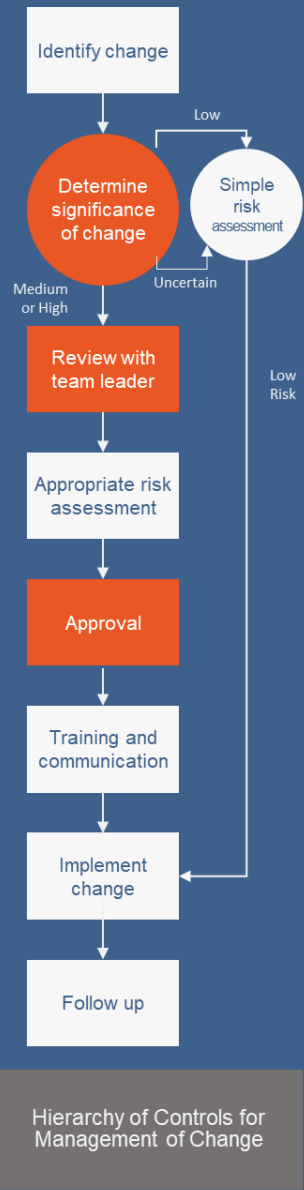 Identify change
Low
Determine
significance
of change
Simple
risk
assessment
Uncertain
Medium
or High
Review with
team leader
Low
Risk
Appropriate risk
assessment
Approval
Training and
communication
Implement
change
Follow up
Hierarchy of Controls for
Management of Change